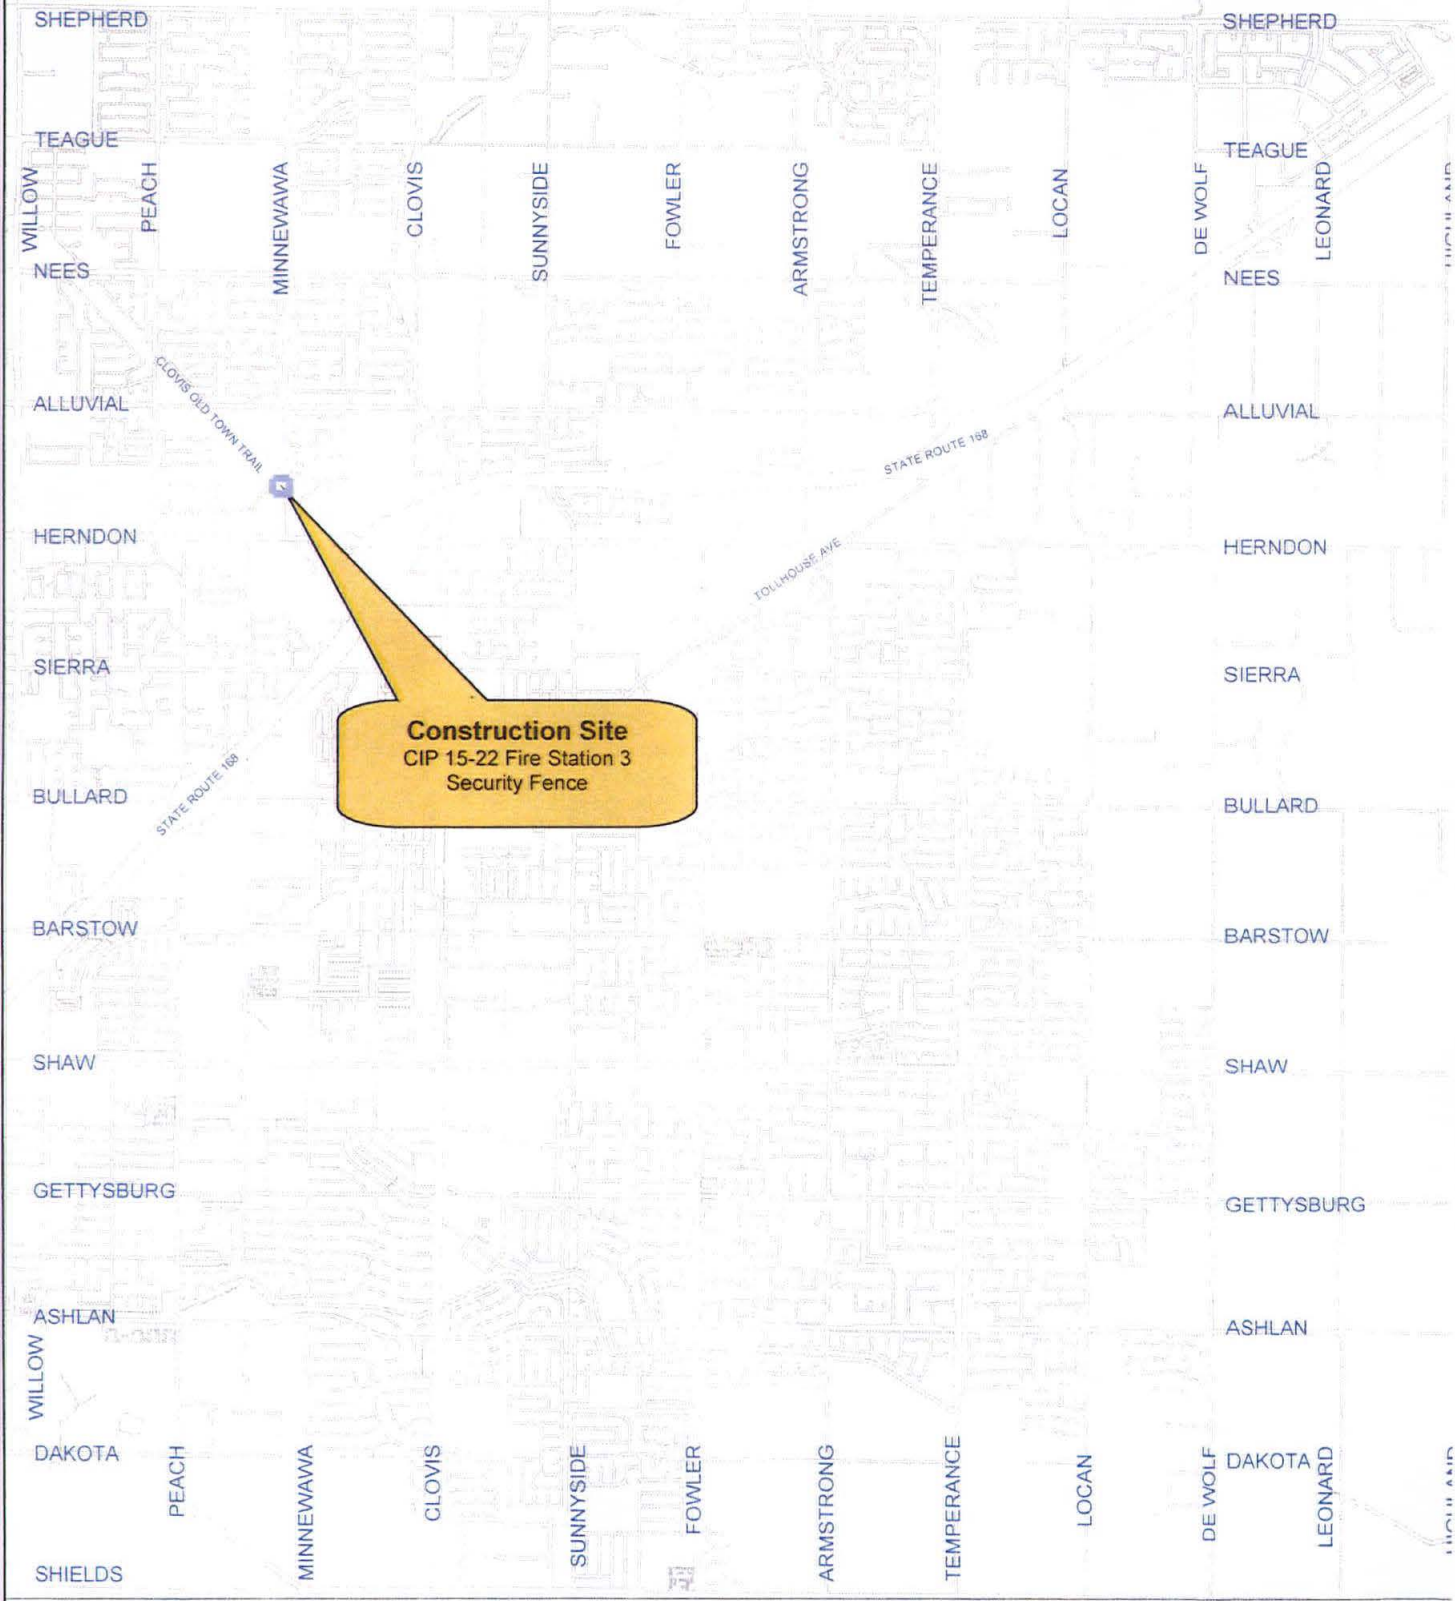 SHEPHERD
SHEPHERD
TEAGUE
TEAGUE
WILLOW
PEACH
MINNEWAWA
CLOVIS
SUNNYSIDE
FOWLER
ARMSTRONG
TEMPERANCE
LOCAN
DE WOLF
LEONARD
NEES
NEES
CLOVIS OLD TOWN TRAIL
ALLUVIAL
ALLUVIAL
STATE ROUTE 168
HERNDON
HERNDON
TOLLHOUSE AVE
SIERRA
SIERRA
Construction Site
CIP 15-22 Fire Station 3
Security Fence
STATE ROUTE 168
BULLARD
BULLARD
BARSTOW
BARSTOW
SHAW
SHAW
GETTYSBURG
GETTYSBURG
ASHLAN
ASHLAN
WILLOW
DAKOTA
DAKOTA
PEACH
MINNEWAWA
CLOVIS
SUNNYSIDE
FOWLER
ARMSTRONG
TEMPERANCE
LOCAN
DE WOLF
LEONARD
SHIELDS